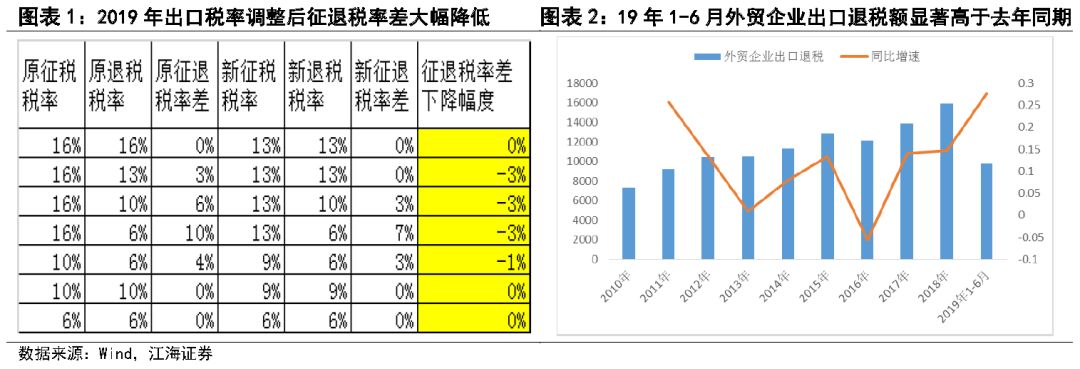 图表 1：2019 年出口税率调整后征退税率差大幅降低
原征税税率 原退税税率 原征退税率差 新征税税率 新退税税率 新征退税率差 征退税率差下降幅度
16% 16% 0% 13% 13% 0% 0%
16% 13% 3% 13% 13% 0% -3%
16% 10% 6% 13% 10% 3% -3%
16% 6% 10% 13% 6% 7% -3%
10% 6% 4% 9% 6% 3% -1%
10% 10% 0% 9% 9% 0% 0%
6% 6% 0% 6% 6% 0% 0%
数据来源：Wind，江海证券
图表 2：19 年 1-6 月外贸企业出口退税额显著高于去年同期
外贸企业出口退税 同比增速
18000
16000
14000
12000
10000
8000
6000
4000
2000
0
0.3
0.25
0.2
0.15
0.1
0.05
0
-0.05
-0.1
2010年 2011年 2012年 2013年 2014年 2015年 2016年 2017年 2018年 2019年1-6月